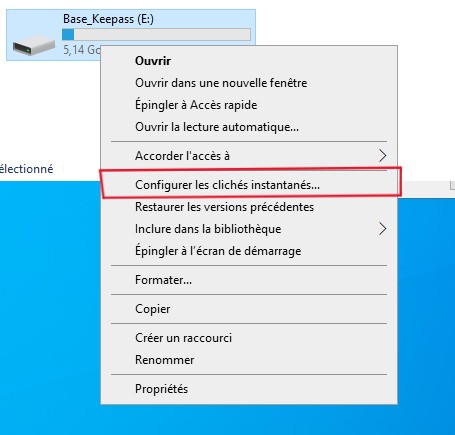 Base_Keepass (E:)
5,14 Go
Ouvrir
Ouvrir dans une nouvelle fenêtre
Épingler à Accès rapide
Ouvrir la lecture automatique...
Accorder l'accès à
électionné
Configurer les clichés instantanés...
Restaurer les versions précédentes
Inclure dans la bibliothèque
Épingler à l'écran de démarrage
Formater...
Copier
Créer un raccourci
Renommer
Propriétés